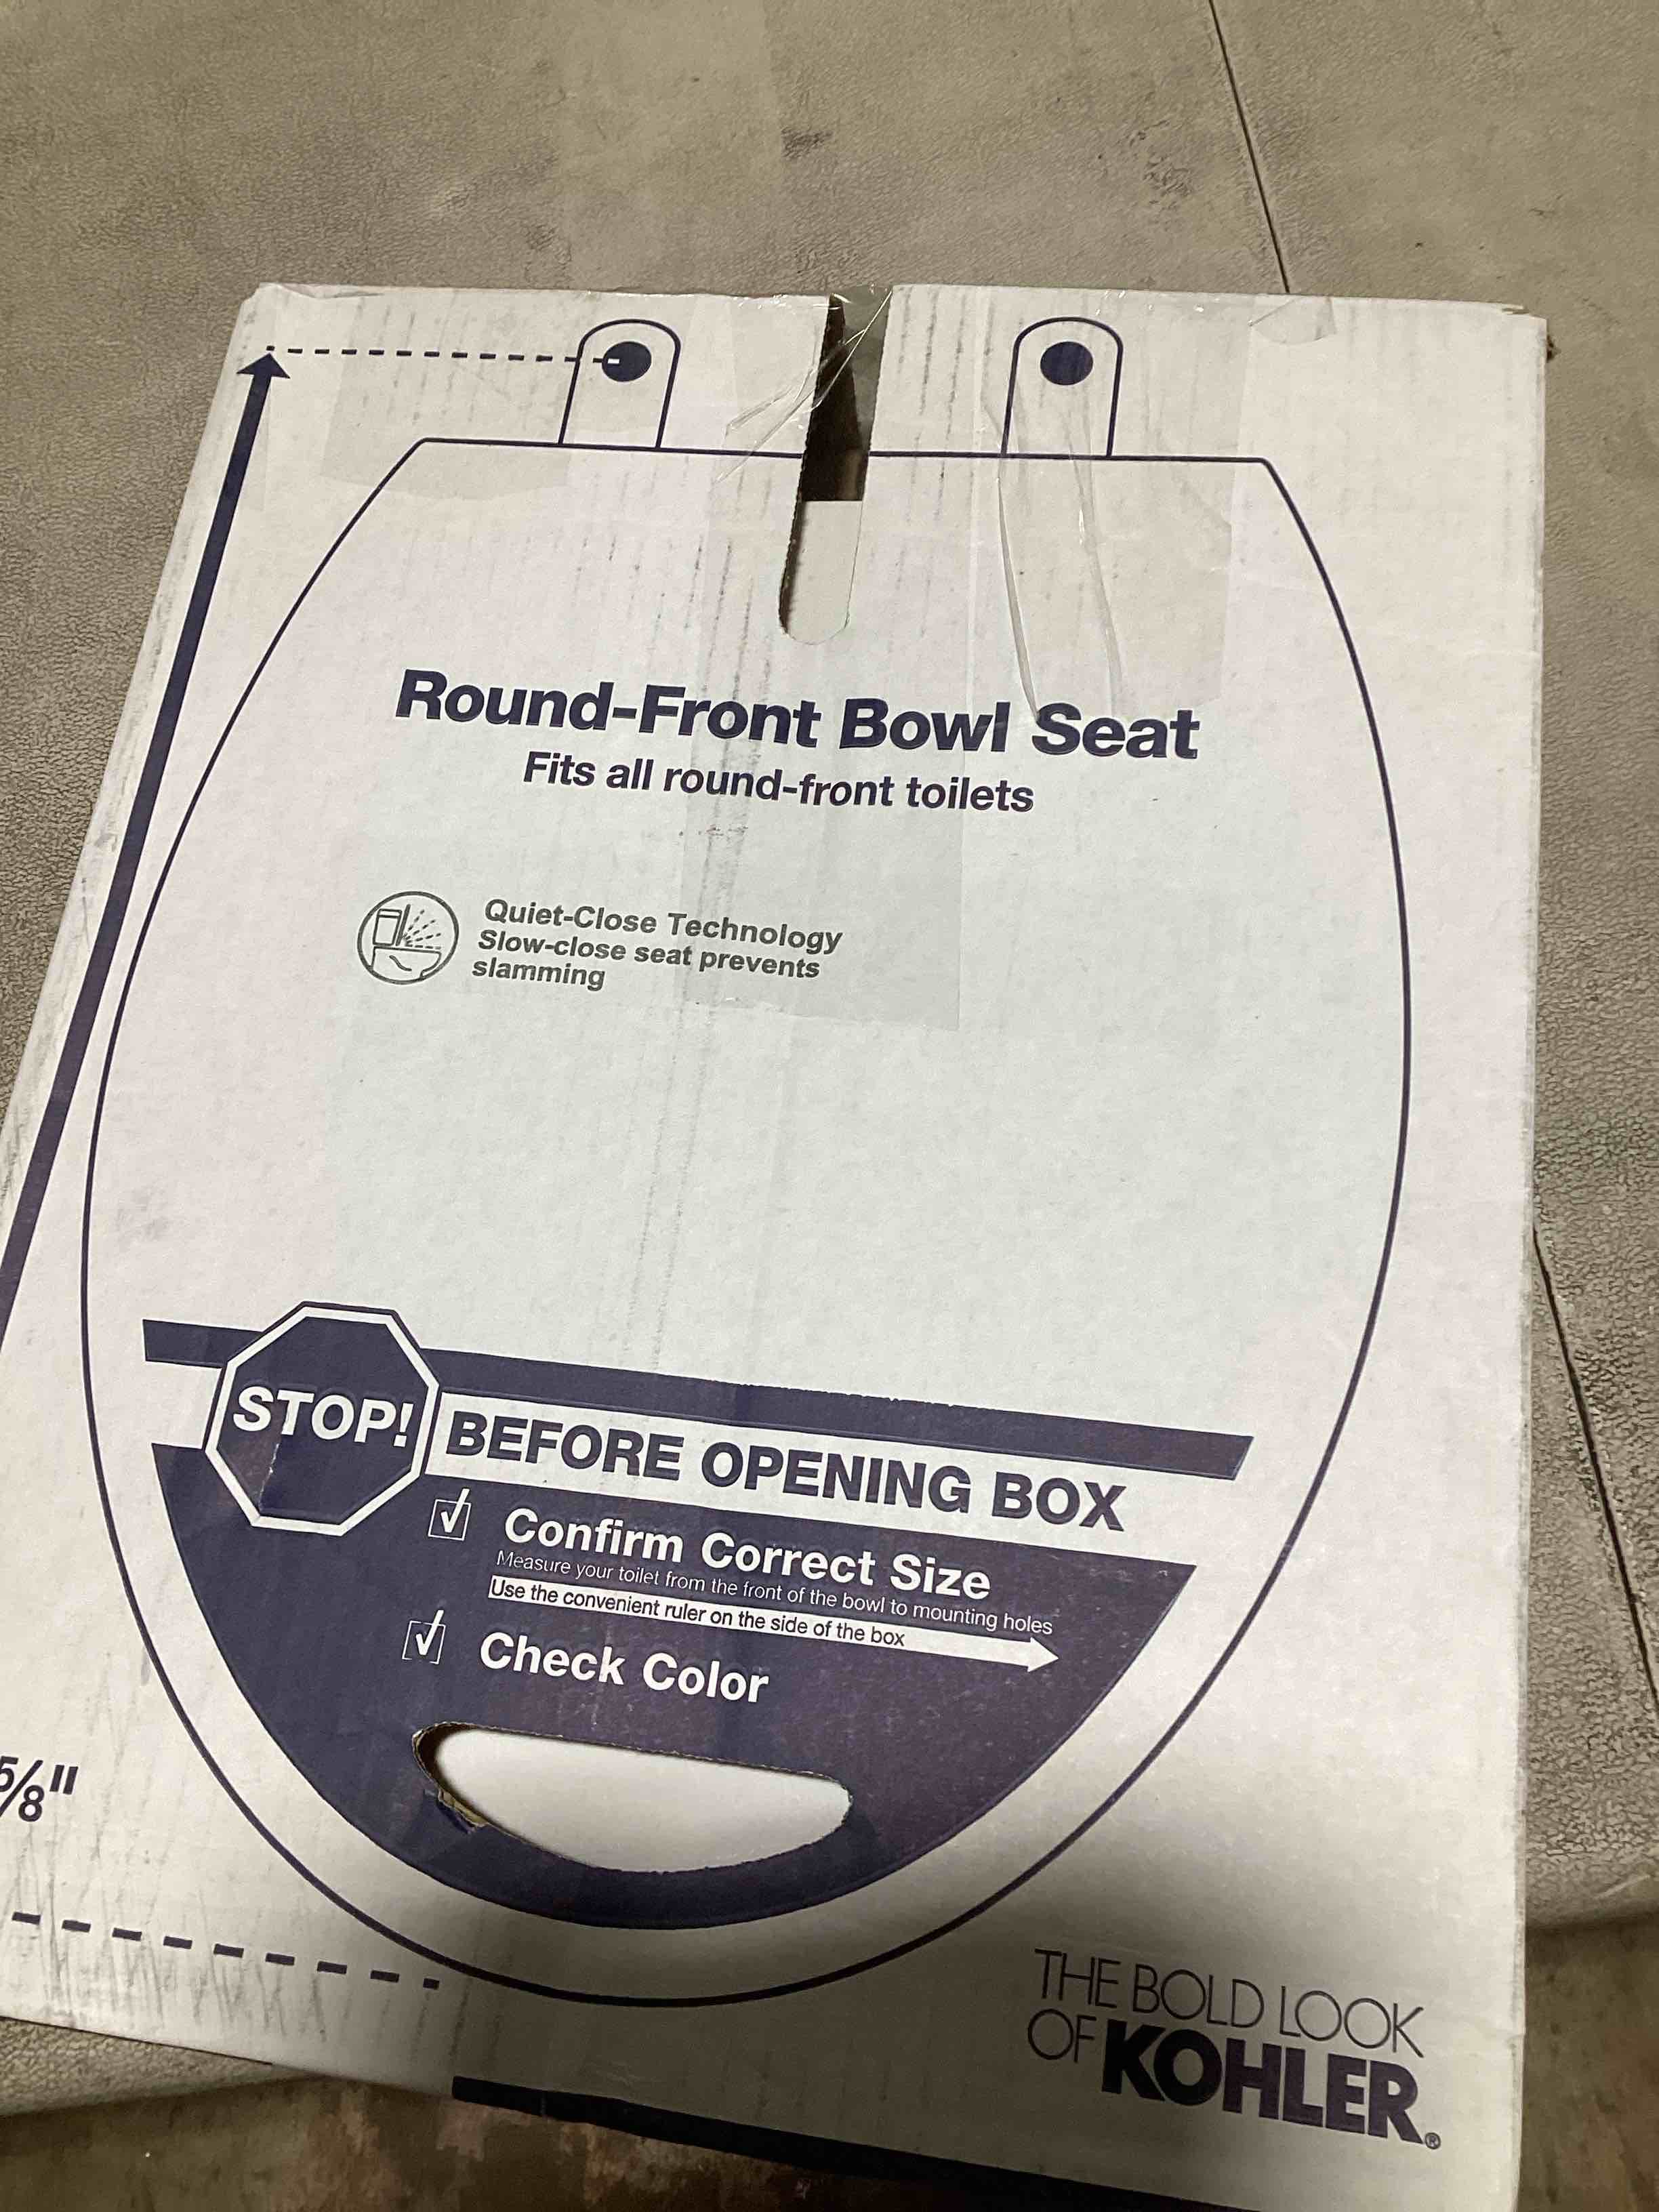 Round-Front Bowl Seat
Fits all round-front toilets
Quiet-Close Technology
Slow-close seat prevents
slamming
STOP! BEFORE OPENING BOX
Confirm Correct Size
Measure your toilet from the front of the bowl to mounting holes
Use the convenient ruler on the side of the box
Check Color
5/8"
THE BOLD LOOK
OF KOHLER®